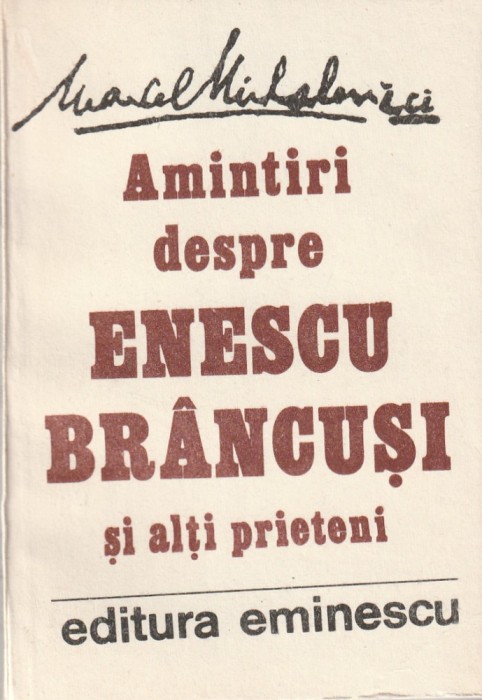 Marcel Mihalovici
Amintiri
despre
ENESCU
BRÂNCUȘI
și alți prieteni
editura eminescu